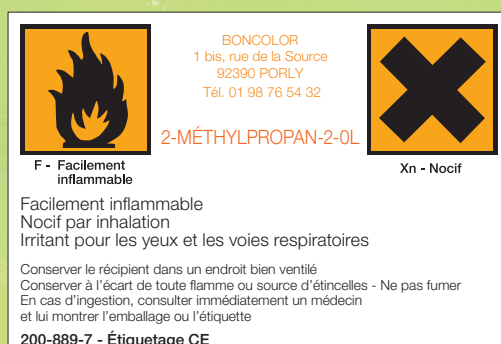 BONCOLOR
1 bis, rue de la Source
92390 PORLY
Tél. 01 98 76 54 32
2-MÉTHYLPROPAN-2-0L
F - Facilement
inflammable
Xn - Nocif
Facilement inflammable
Nocif par inhalation
Irritant pour les yeux et les voies respiratoires
Conserver le récipient dans un endroit bien ventilé
Conserver à l'écart de toute flamme ou source d'étincelles - Ne pas fumer
En cas d'ingestion, consulter immédiatement un médecin
et lui montrer l'emballage ou l'étiquette
200-889-7 - Étiquetage CE